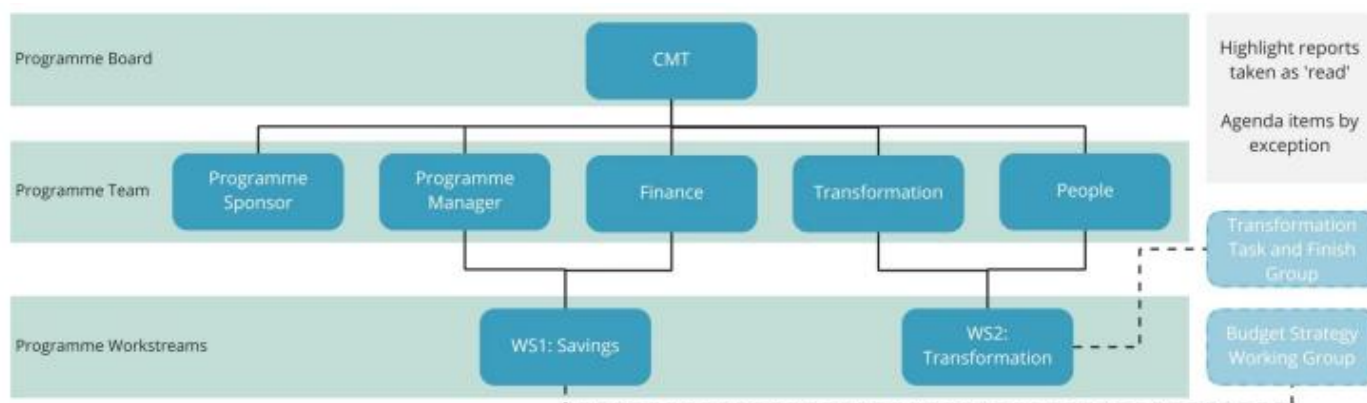 Programme Board
CMT
Highlight reports
taken as 'read'
Agenda items by
exception
Programme Team
Programme
Sponsor
Programme
Manager
Finance
Transformation
People
Transformation
Task and Finish
Group
Programme Workstreams
WS1: Savings
WS2:
Transformation
Budget Strategy
Working Group